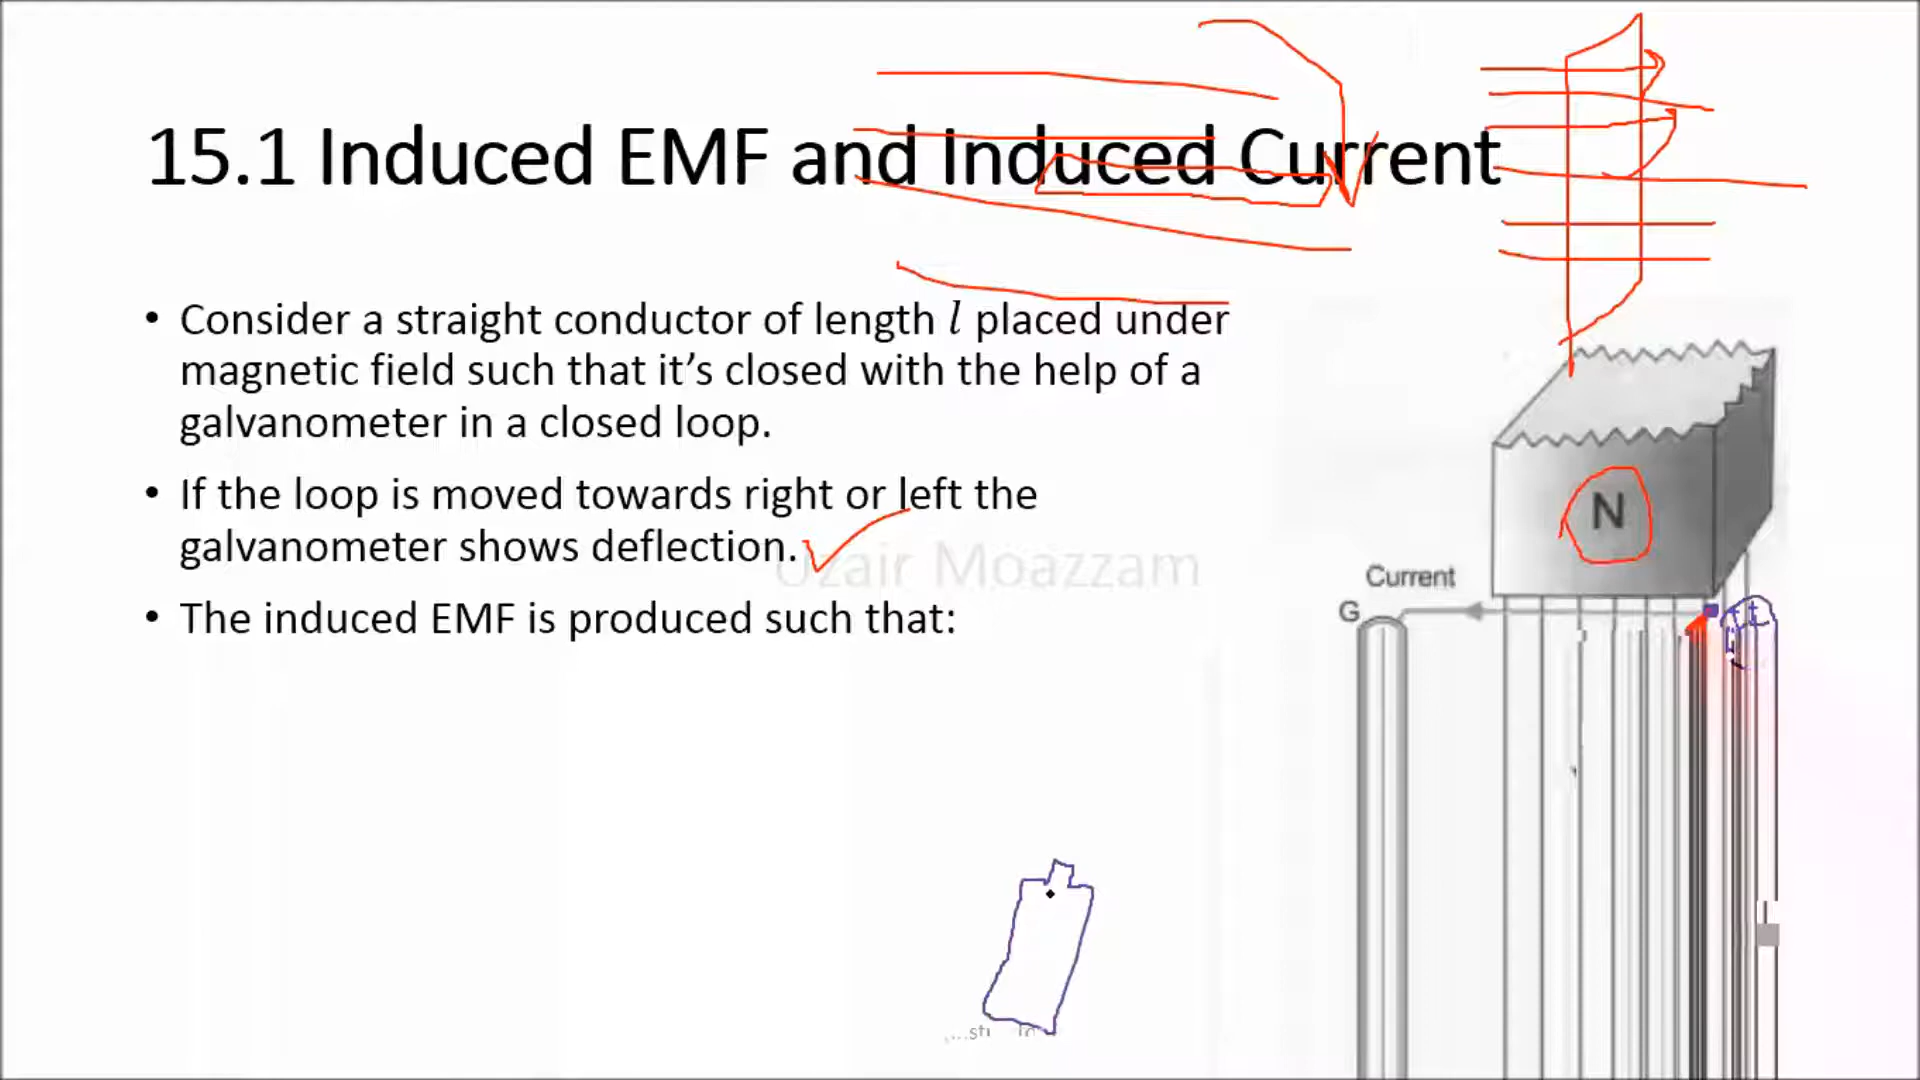 15.1 Induced EMF and Induced Current
• Consider a straight conductor of length l placed under
magnetic field such that it’s closed with the help of a
galvanometer in a closed loop.
• If the loop is moved towards right or left the
galvanometer shows deflection.
Uzair Moazzam
• The induced EMF is produced such that:
N
Current
G